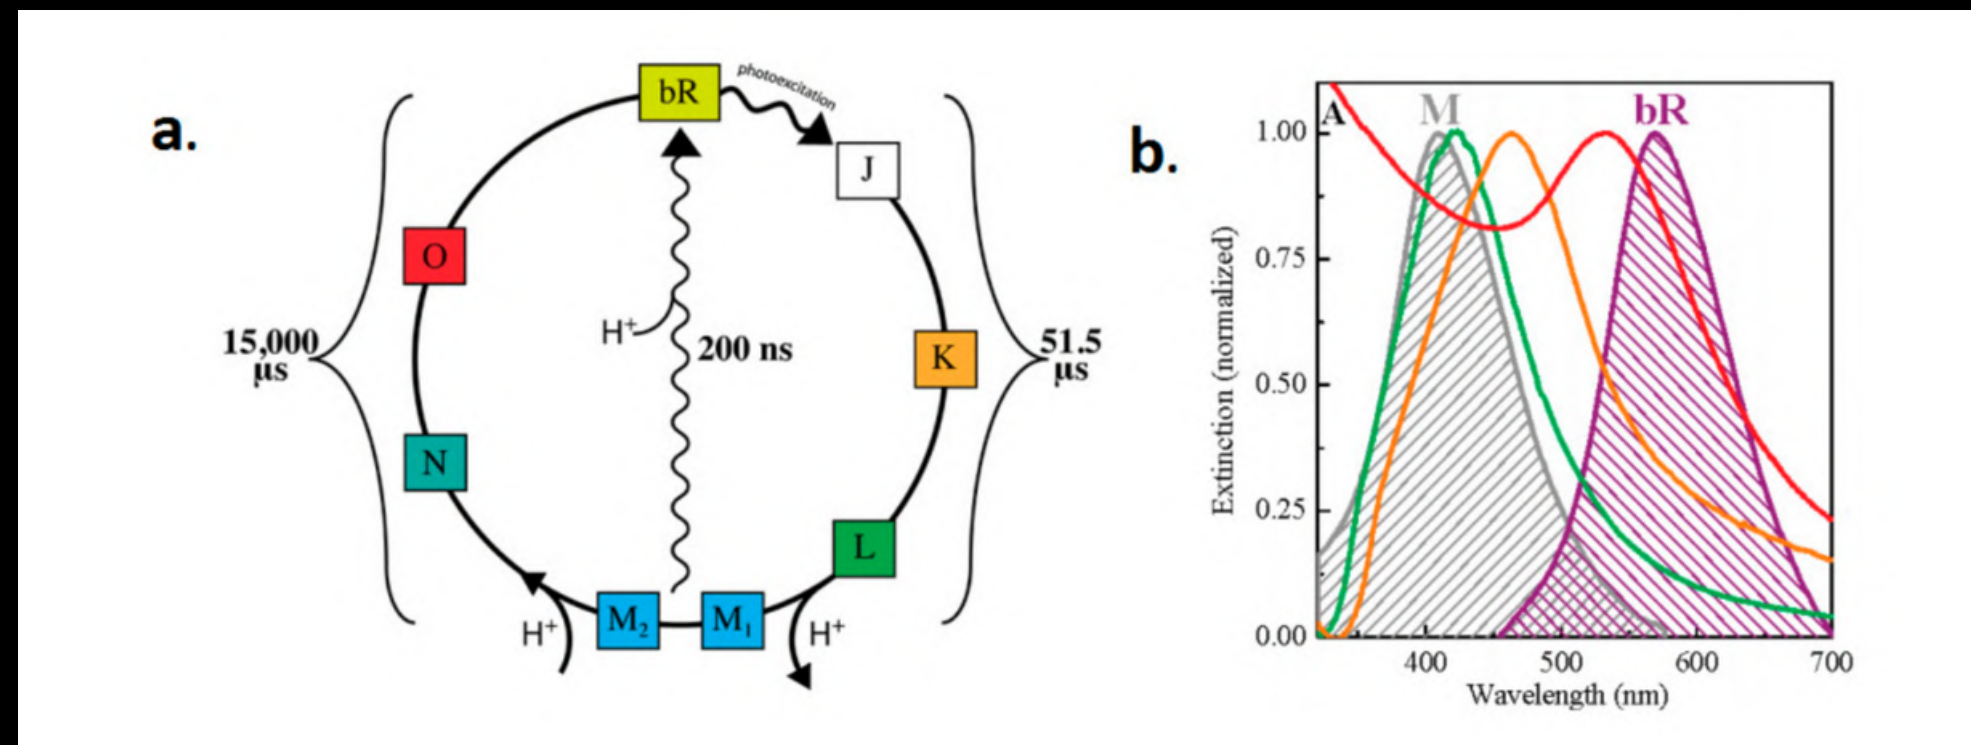 a.
bR
photoexcitation
J
O
15,000
µs
H+
200 ns
K
51.5
µs
N
L
H+
M2
M1
H+
b.
A
M
bR
1.00
0.75
0.50
0.25
0.00
Extinction (normalized)
400
500
600
700
Wavelength (nm)